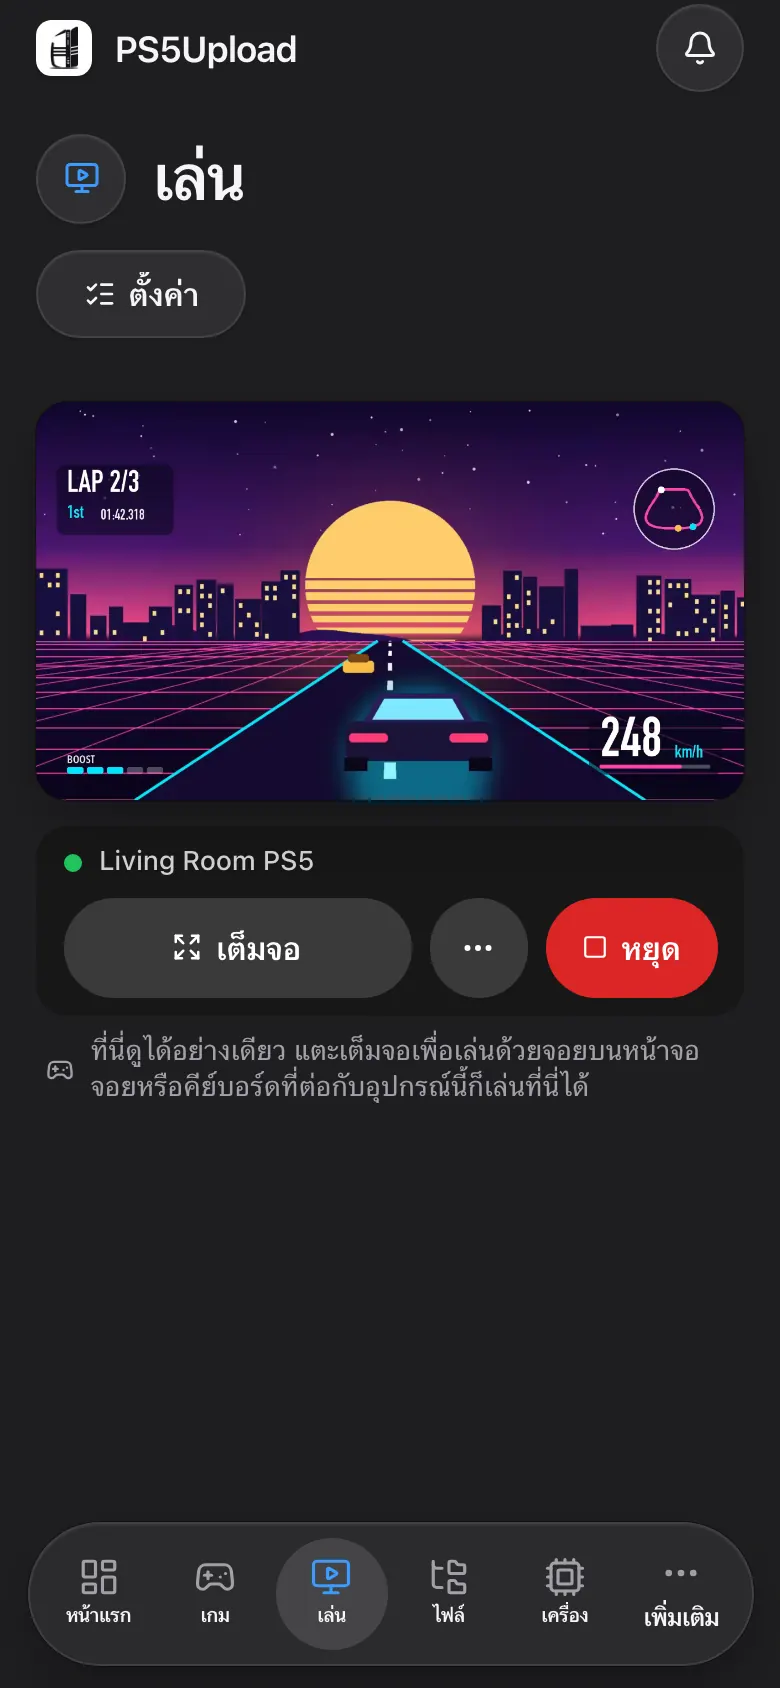 PS5Upload
เล่น
ตั้งค่า
LAP 2/3
1st 01:42.318
BOOST
248 km/h
Living Room PS5
เต็มจอ
หยุด
ที่นี่ดูได้อย่างเดียว แตะเต็มจอเพื่อเล่นด้วยจอยบนหน้าจอ
จอยหรือคีย์บอร์ดที่ต่อกับอุปกรณ์นี้ก็เล่นที่นี่ได้
หน้าแรก
เกม
เล่น
ไฟล์
เครื่อง
เพิ่มเติม